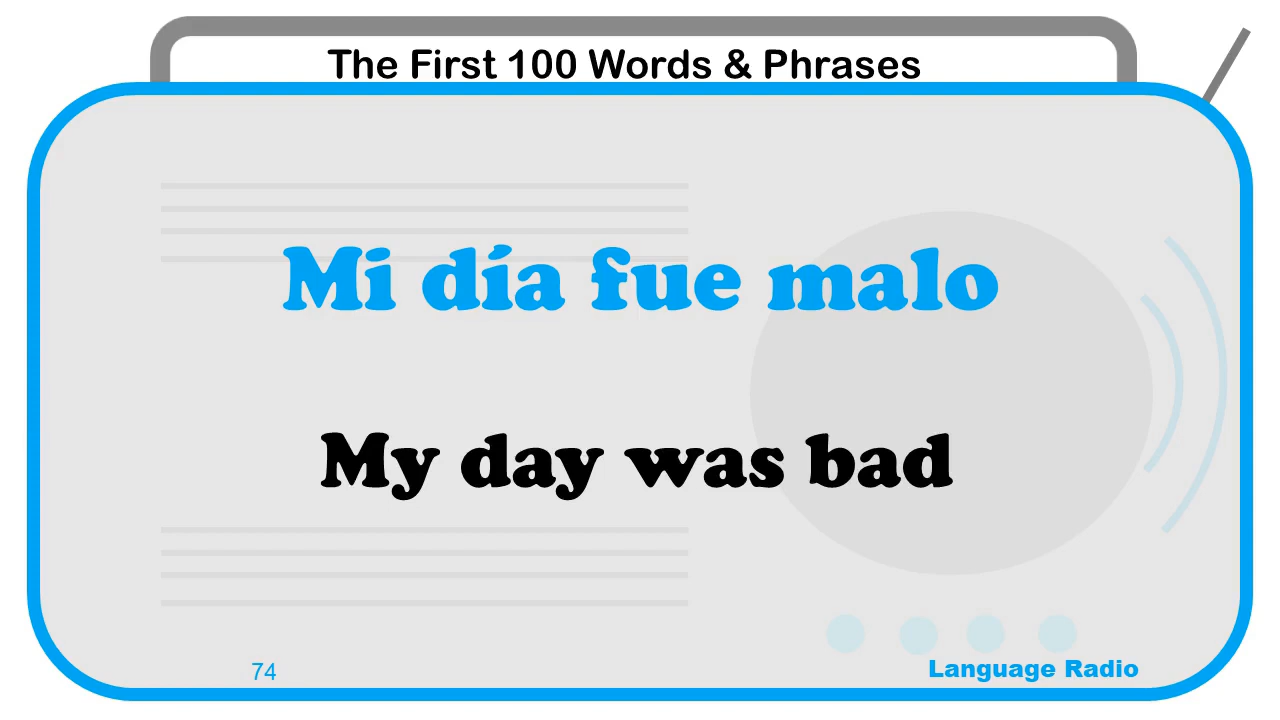 The First 100 Words & Phrases
Mi día fue malo
My day was bad
74
Language Radio